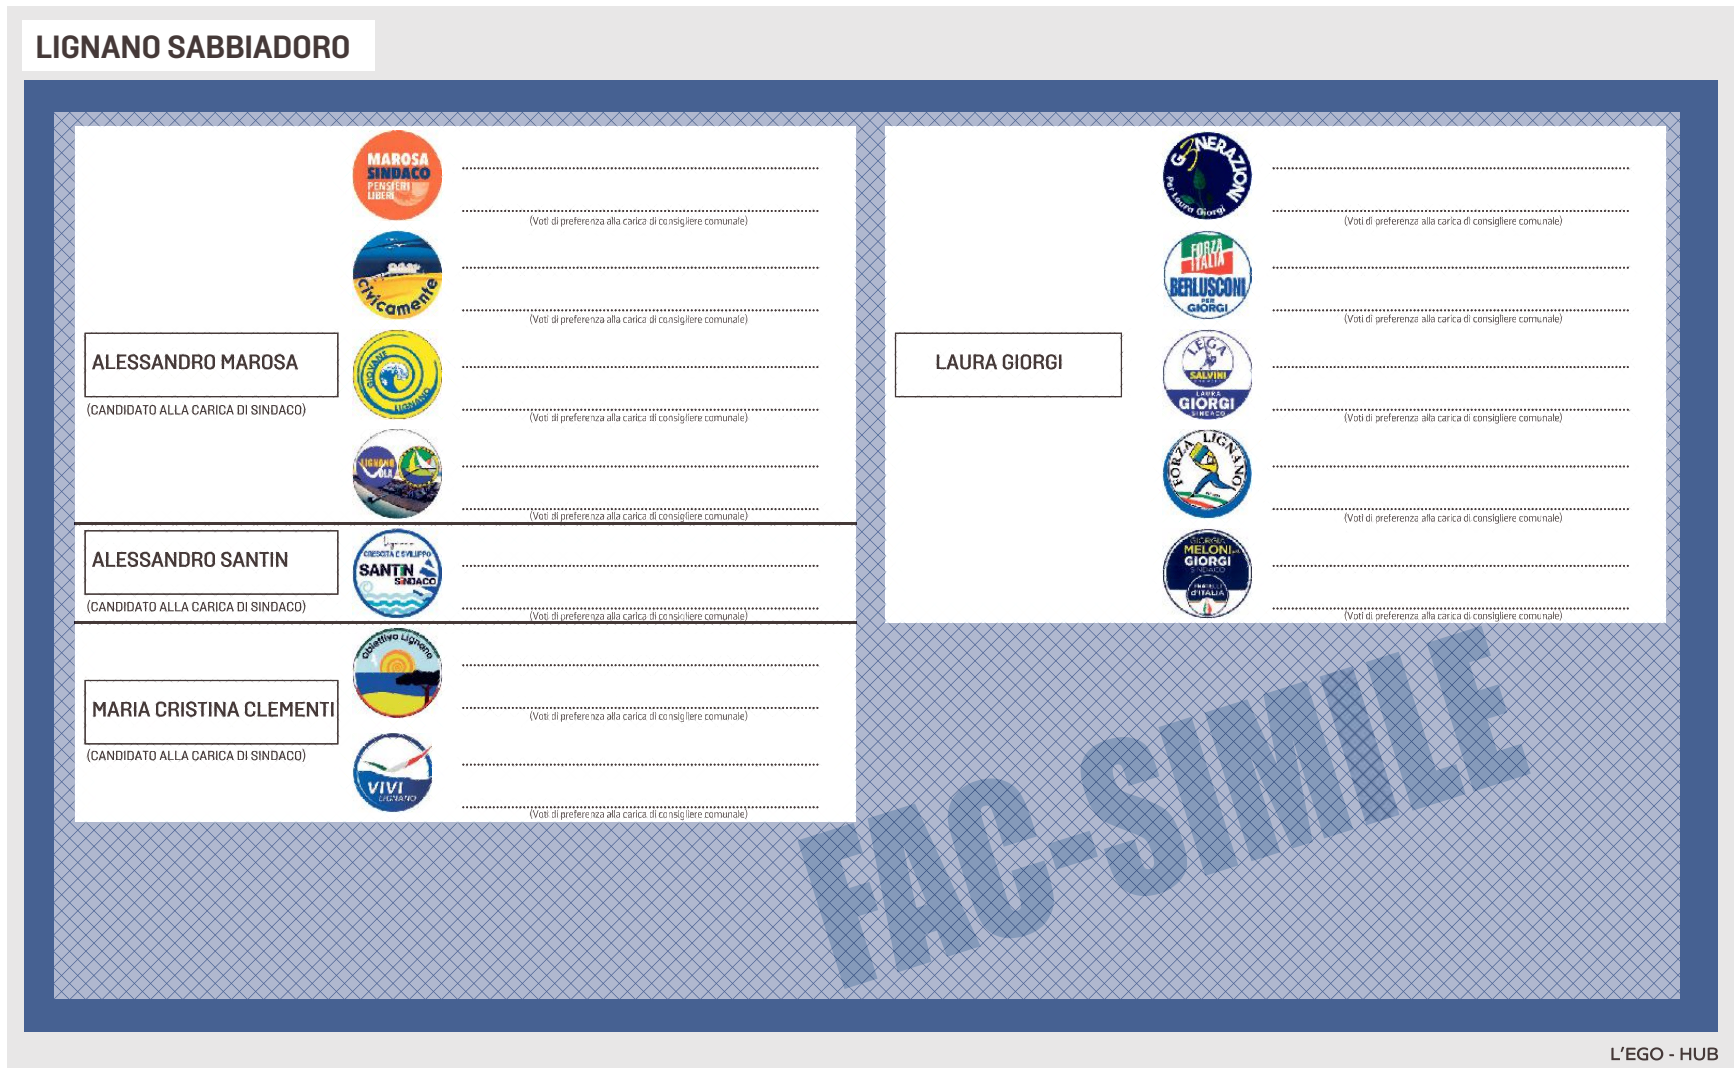 LIGNANO SABBIADORO
MAROSA
SINDACO
PENSIERI
LIBERI
(Voti di preferenza alla carica di consigliere comunale)
civicamente
(Voti di preferenza alla carica di consigliere comunale)
ALESSANDRO MAROSA
(CANDIDATO ALLA CARICA DI SINDACO)
GIOVANE
LIGNANO
(Voti di preferenza alla carica di consigliere comunale)
LIGNANO
VOLA
(Voti di preferenza alla carica di consigliere comunale)
ALESSANDRO SANTIN
(CANDIDATO ALLA CARICA DI SINDACO)
Lignano
CRESCITA E SVILUPPO
SANTIN
SINDACO
(Voti di preferenza alla carica di consigliere comunale)
Obiettivo Lignano
(Voti di preferenza alla carica di consigliere comunale)
MARIA CRISTINA CLEMENTI
(CANDIDATO ALLA CARICA DI SINDACO)
VIVI
LIGNANO
(Voti di preferenza alla carica di consigliere comunale)
G3NERAZIONI
Per Laura Giorgi
(Voti di preferenza alla carica di consigliere comunale)
FORZA
ITALIA
BERLUSCONI
PER
GIORGI
(Voti di preferenza alla carica di consigliere comunale)
LAURA GIORGI
LEGA
SALVINI
LAURA
GIORGI
SINDACO
(Voti di preferenza alla carica di consigliere comunale)
FORZA LIGNANO
(Voti di preferenza alla carica di consigliere comunale)
GIORGIA
MELONI per
GIORGI
SINDACO
FRATELLI
d'ITALIA
(Voti di preferenza alla carica di consigliere comunale)
FAC-SIMILE
L'EGO - HUB